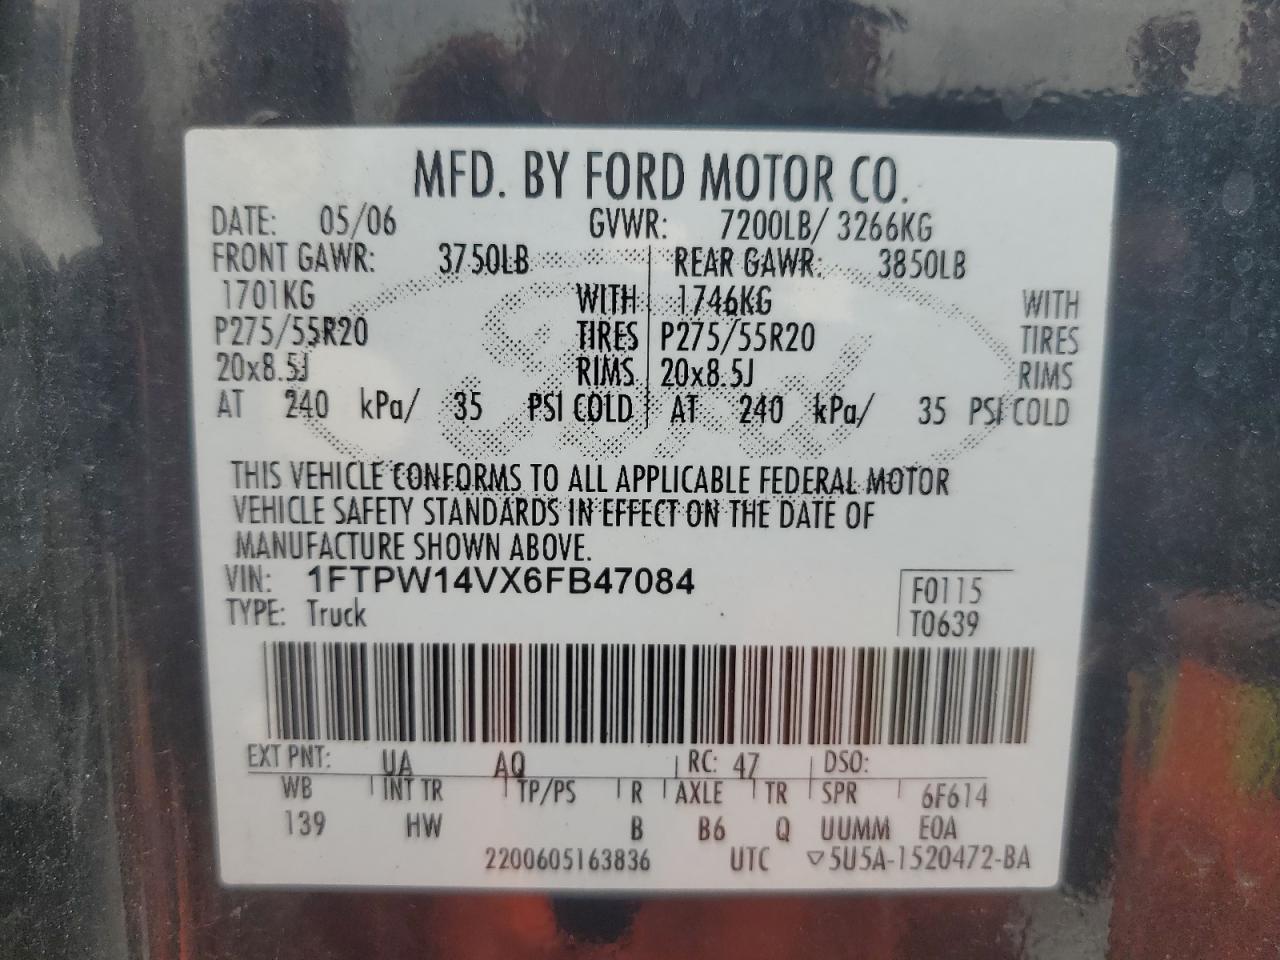 MFD. BY FORD MOTOR CO.
DATE: 05/06 GVWR: 7200LB/ 3266KG
FRONT GAWR: 3750LB REAR GAWR: 3850LB
1701KG WITH 1746KG WITH
P275/55R20 TIRES P275/55R20 TIRES
20x8.5J RIMS 20x8.5J RIMS
AT 240 kPa/ 35 PSI COLD AT 240 kPa/ 35 PSI COLD
Ford
THIS VEHICLE CONFORMS TO ALL APPLICABLE FEDERAL MOTOR
VEHICLE SAFETY STANDARDS IN EFFECT ON THE DATE OF
MANUFACTURE SHOWN ABOVE.
VIN: 1FTPW14VX6FB47084 F0115
TYPE: Truck T0639
EXT PNT: UA AQ RC: 47 DSO:
WB INT TR TP/PS R AXLE TR SPR 6F614
139 HW B B6 Q UUMM EOA
2200605163836 UTC ▽5U5A-1520472-BA